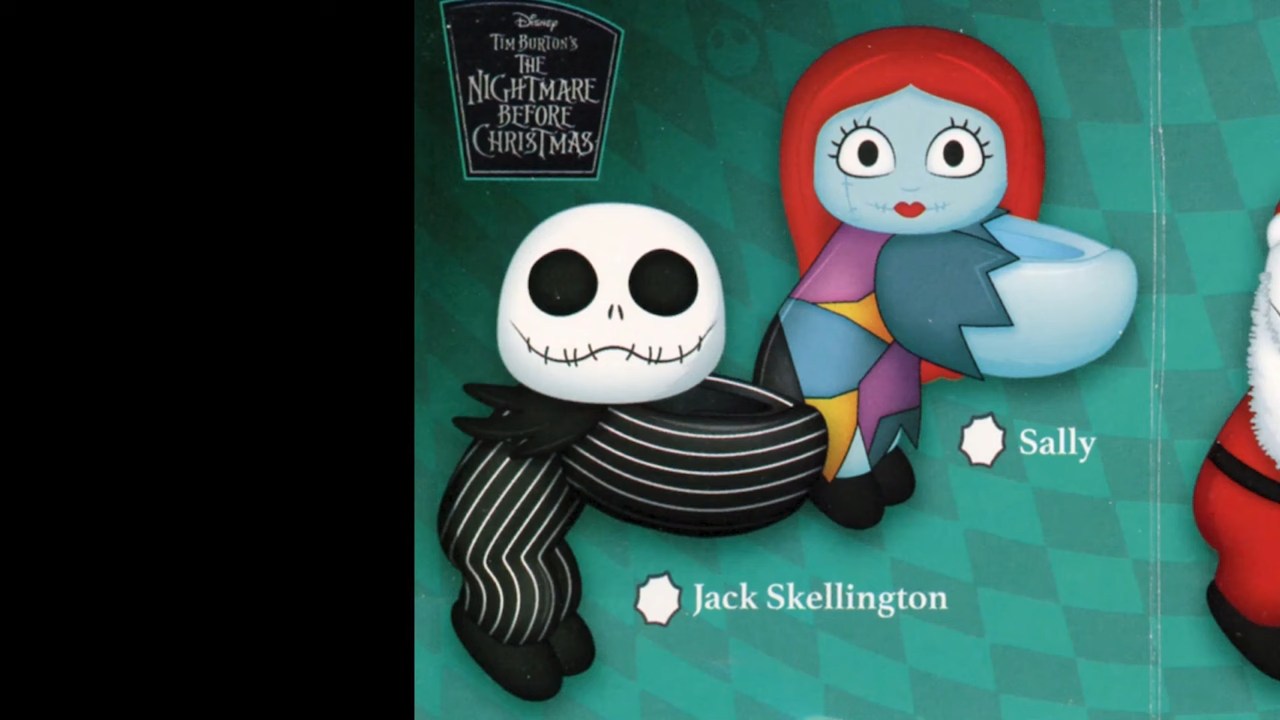 Disney
TIM BURTON'S
THE
NIGHTMARE
BEFORE
CHRISTMAS
Sally
Jack Skellington